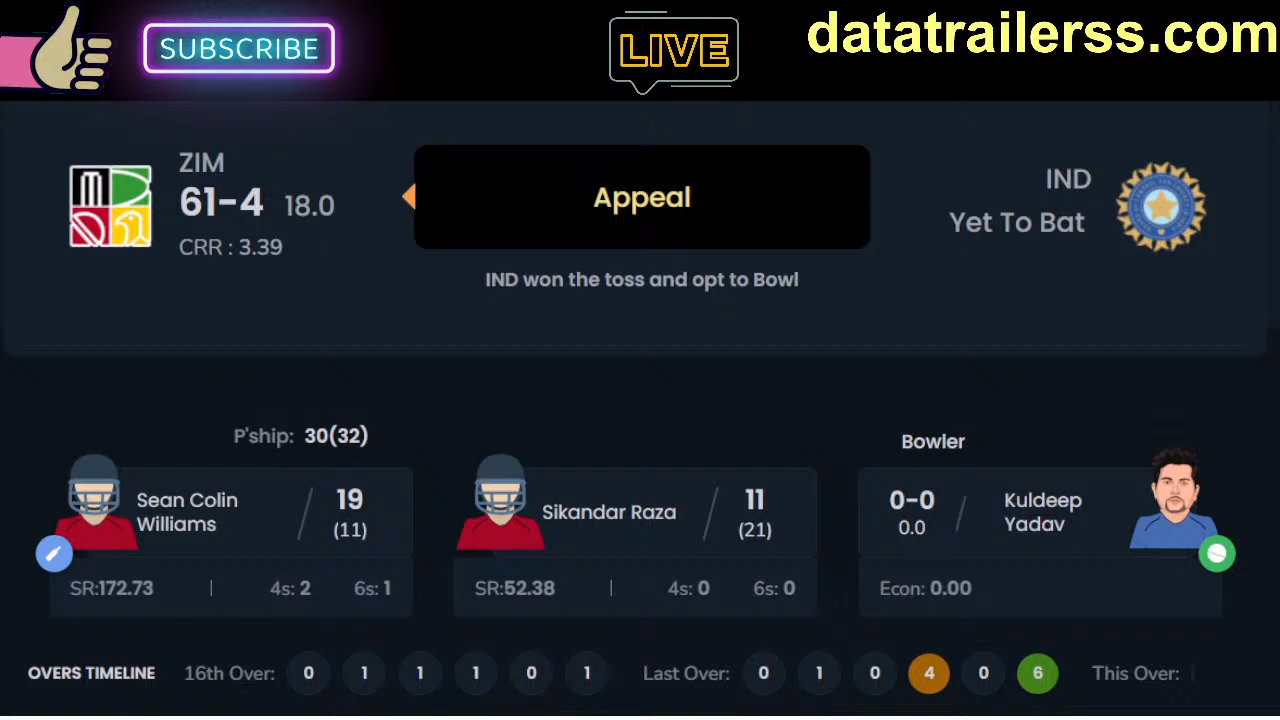 SUBSCRIBE
LIVE
datatrailerss.com
ZIM
61-4 18.0
CRR : 3.39
Appeal
IND
Yet To Bat
IND won the toss and opt to Bowl
P'ship: 30(32)
Sean Colin
Williams
19
(11)
SR:172.73 | 4s: 2 6s: 1
Sikandar Raza
11
(21)
SR:52.38 | 4s: 0 6s: 0
Bowler
0-0
0.0
Kuldeep
Yadav
Econ: 0.00
OVERS TIMELINE 16th Over: 0 1 1 1 0 1 Last Over: 0 1 0 4 0 6 This Over: